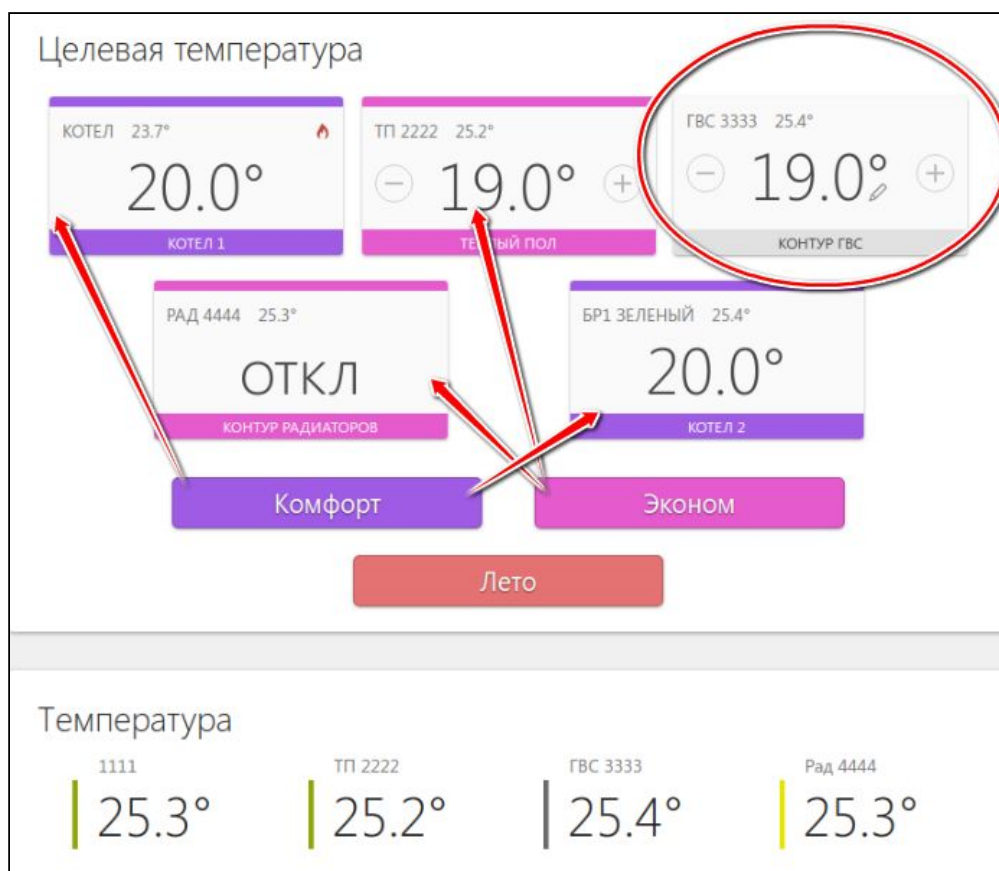 Целевая температура
КОТЕЛ 23.7°
20.0°
КОТЕЛ 1
ТП 2222 25.2°
19.0°
ТЕПЛЫЙ ПОЛ
ГВС 3333 25.4°
19.0°
КОНТУР ГВС
РАД 4444 25.3°
ОТКЛ
КОНТУР РАДИАТОРОВ
БР1 ЗЕЛЕНЫЙ 25.4°
20.0°
КОТЕЛ 2
Комфорт
Эконом
Лето
Температура
1111
25.3°
ТП 2222
25.2°
ГВС 3333
25.4°
Рад 4444
25.3°